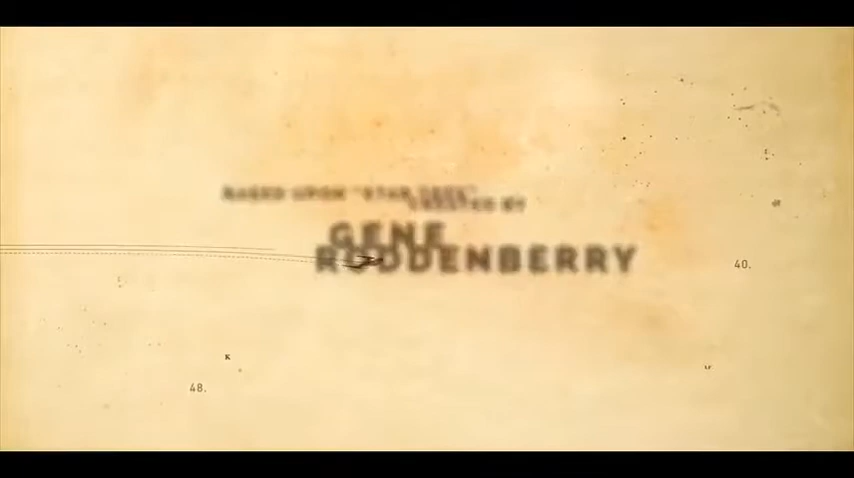 BASED UPON "STAR TREK"
CREATED BY
GENE
RODDENBERRY
40.
K
48.